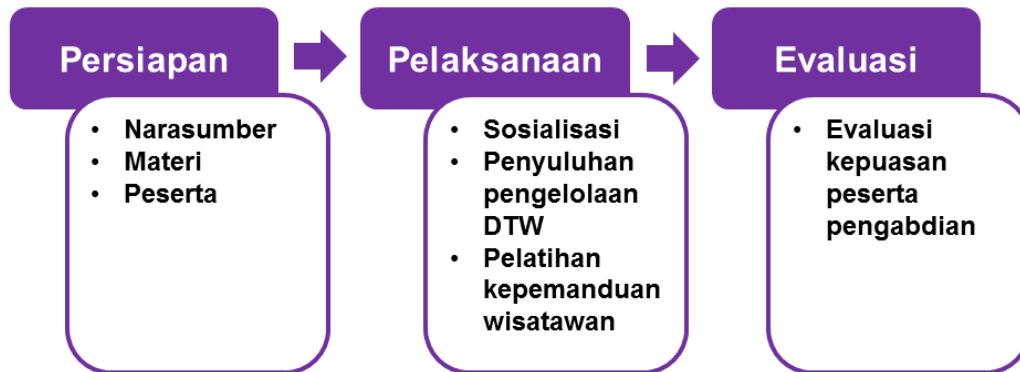 Persiapan
• Narasumber
• Materi
• Peserta
Pelaksanaan
• Sosialisasi
• Penyuluhan
pengelolaan
DTW
• Pelatihan
kepemanduan
wisatawan
Evaluasi
• Evaluasi
kepuasan
peserta
pengabdian